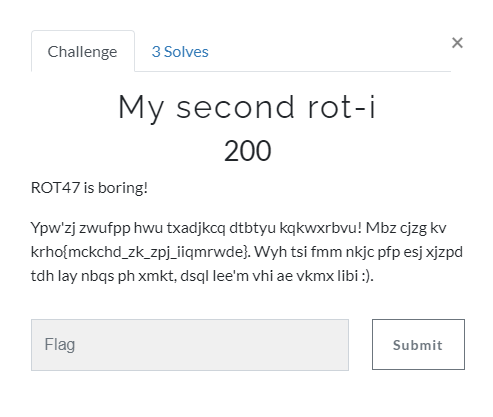 Challenge
3 Solves
×
My second rot-i
200
ROT47 is boring!
Ypw'zj zwufpp hwu txadjkcq dtbtyu kqkwxrbvu! Mbz cjzg kv
krho{mckchd_zk_zpj_iiqmrwde}. Wyh tsi fmm nkjc pfp esj xjzpd
tdh lay nbqs ph xmkt, dsql lee'm vhi ae vkmx libi :).
Flag
Submit